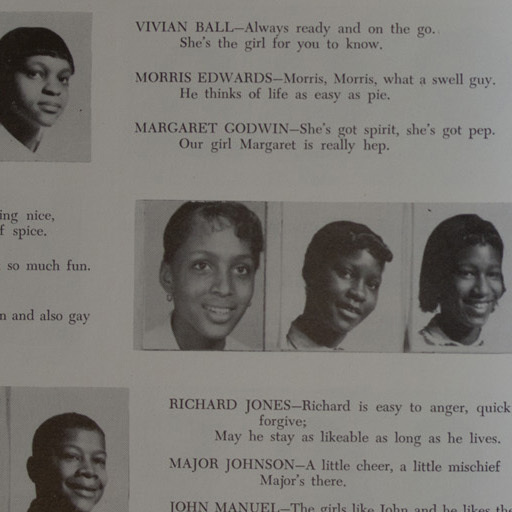 VIVIAN BALL—Always ready and on the go.
She's the girl for you to know.
MORRIS EDWARDS—Morris, Morris, what a swell guy.
He thinks of life as easy as pie.
MARGARET GODWIN—She's got spirit, she's got pep.
Our girl Margaret is really hep.
ing nice,
f spice.
so much fun.
n and also gay
RICHARD JONES—Richard is easy to anger, quick
forgive;
May he stay as likeable as long as he lives.
MAJOR JOHNSON—A little cheer, a little mischief
Major's there.
JOHN MANUEL—The girls like John and he likes the